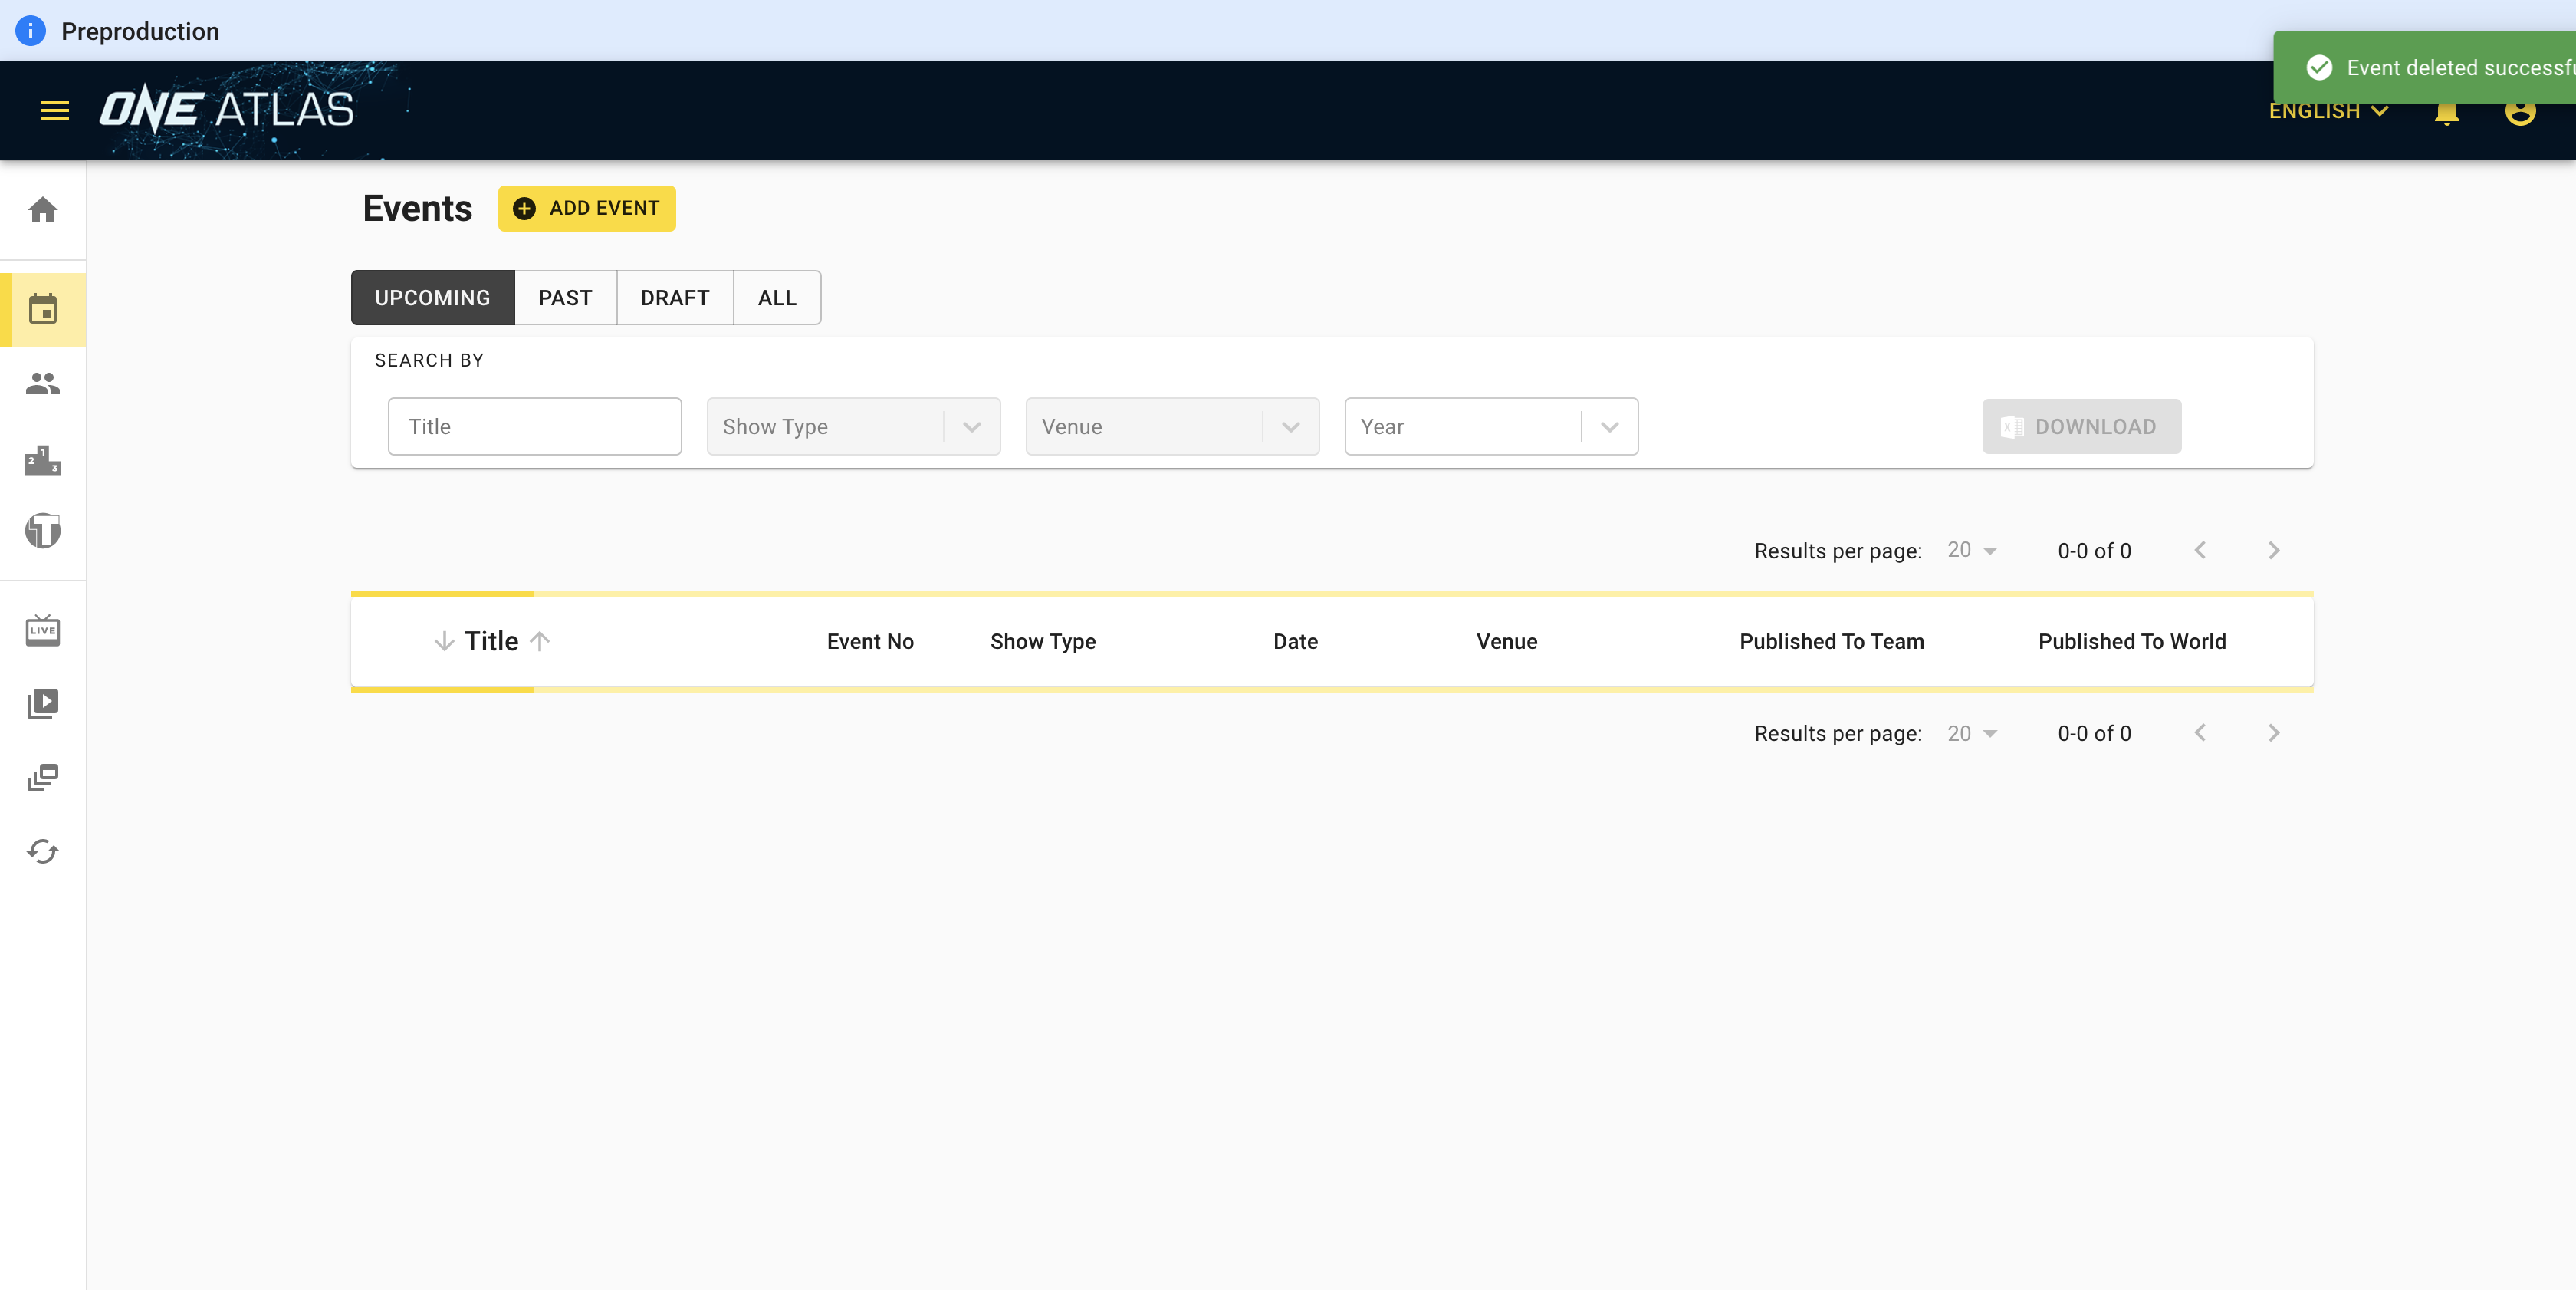 Preproduction
Event deleted successfu
ONE ATLAS
ENGLISH
Events
ADD EVENT
UPCOMING
PAST
DRAFT
ALL
SEARCH BY
Title
Show Type
Venue
Year
DOWNLOAD
Results per page: 20 0-0 of 0
Title
Event No
Show Type
Date
Venue
Published To Team
Published To World
LIVE
Results per page: 20 0-0 of 0